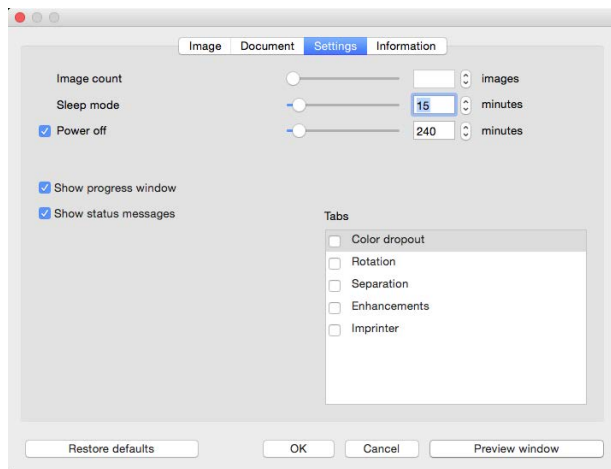 Image Document Settings Information
Image count images
Sleep mode 15 minutes
Power off 240 minutes
Show progress window
Show status messages
Tabs
Color dropout
Rotation
Separation
Enhancements
Imprinter
Restore defaults OK Cancel Preview window